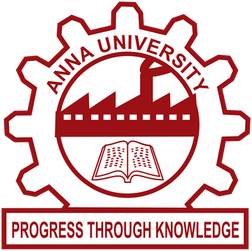 ANNA UNIVERSITY
PROGRESS THROUGH KNOWLEDGE